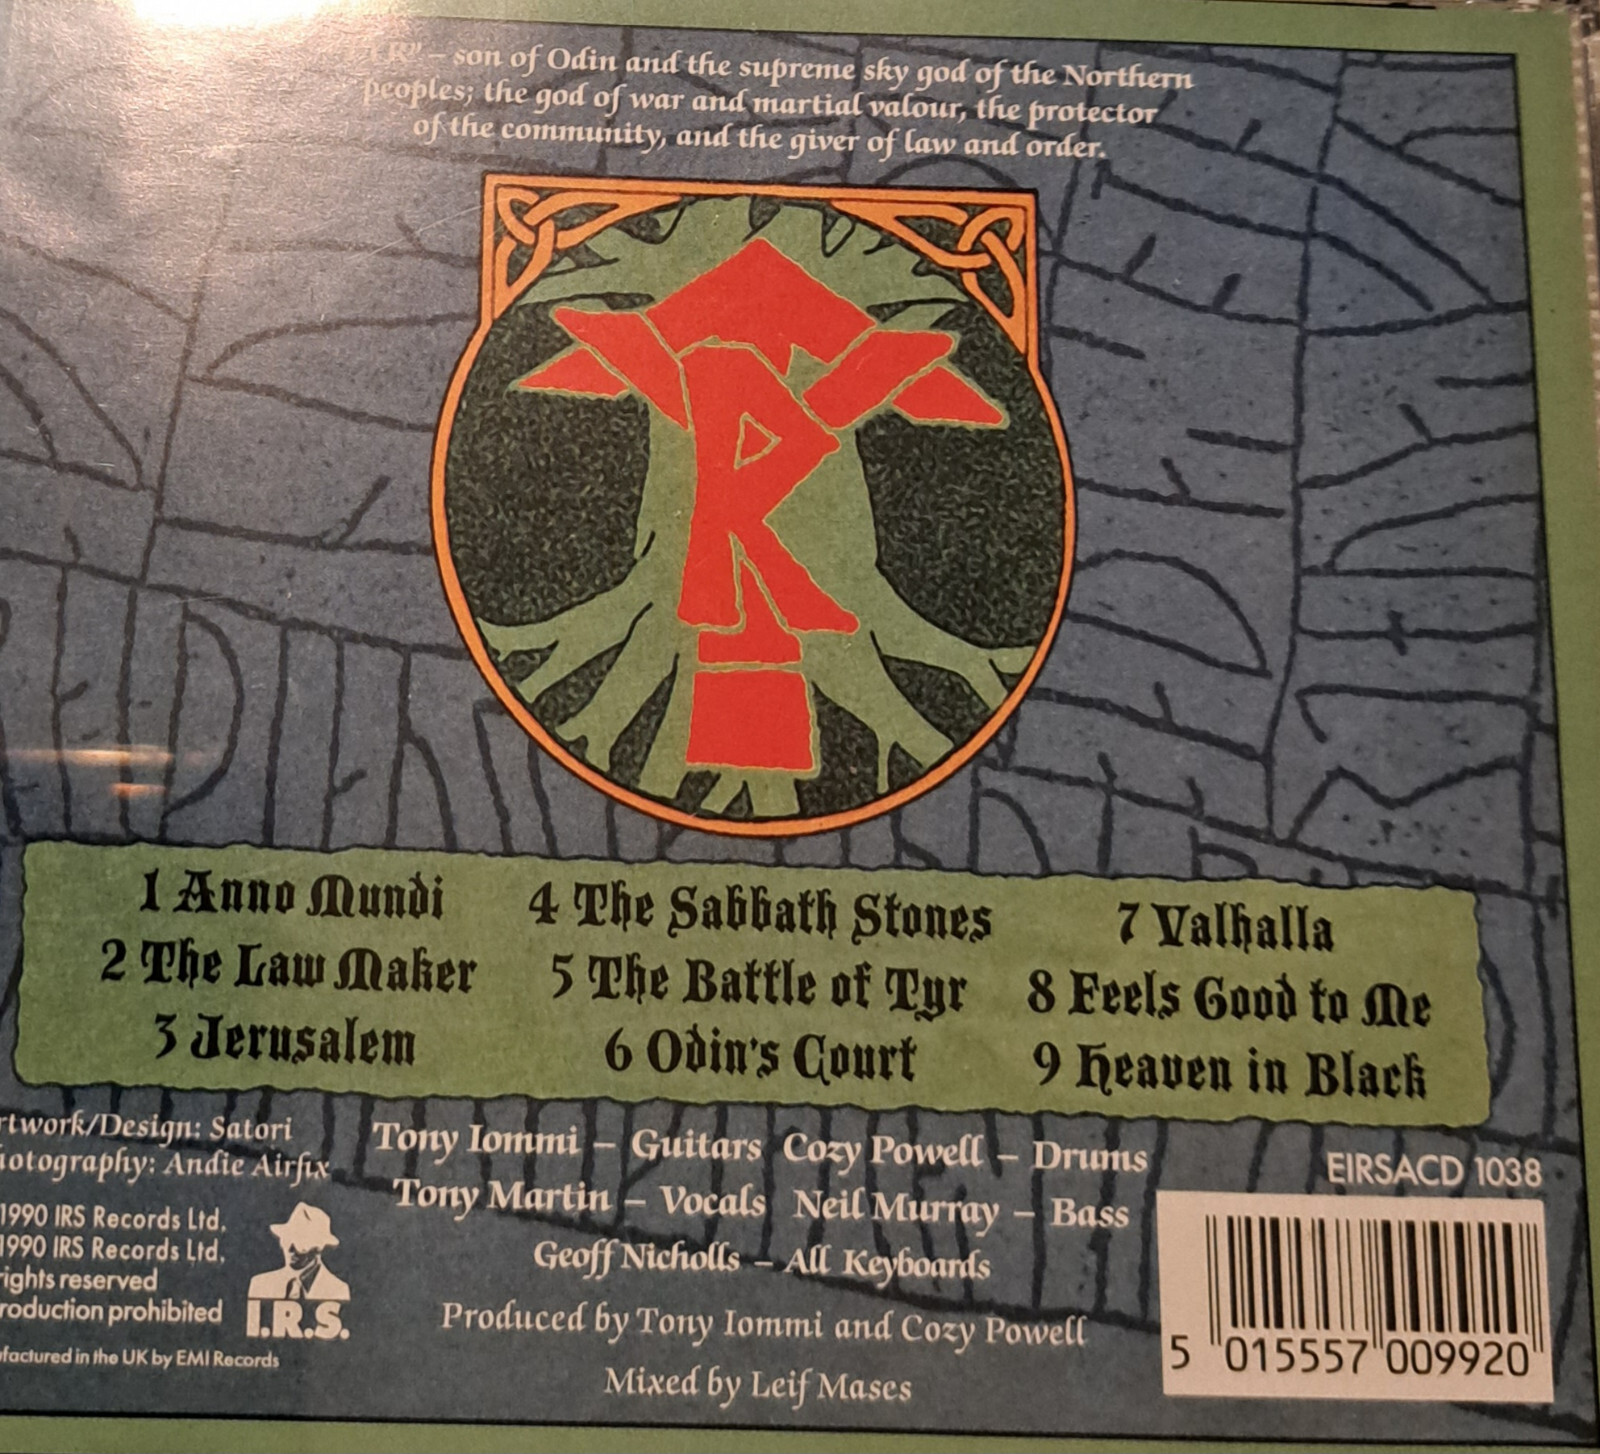 – son of Odin and the supreme sky god of the Northern
peoples; the god of war and martial valour, the protector
of the community, and the giver of law and order.
1 Anno Mundi
2 The Law Maker
3 Jerusalem
4 The Sabbath Stones
5 The Battle of Tyr
6 Odin's Court
7 Valhalla
8 Feels Good to Me
9 Heaven in Black
rtwork/Design: Satori
hotography: Andie Airfix
1990 IRS Records Ltd.
1990 IRS Records Ltd.
rights reserved
roduction prohibited
I.R.S.
factured in the UK by EMI Records
Tony Iommi – Guitars Cozy Powell – Drums
Tony Martin – Vocals Neil Murray – Bass
Geoff Nicholls – All Keyboards
Produced by Tony Iommi and Cozy Powell
Mixed by Leif Mases
EIRSACD 1038
5 015557 009920